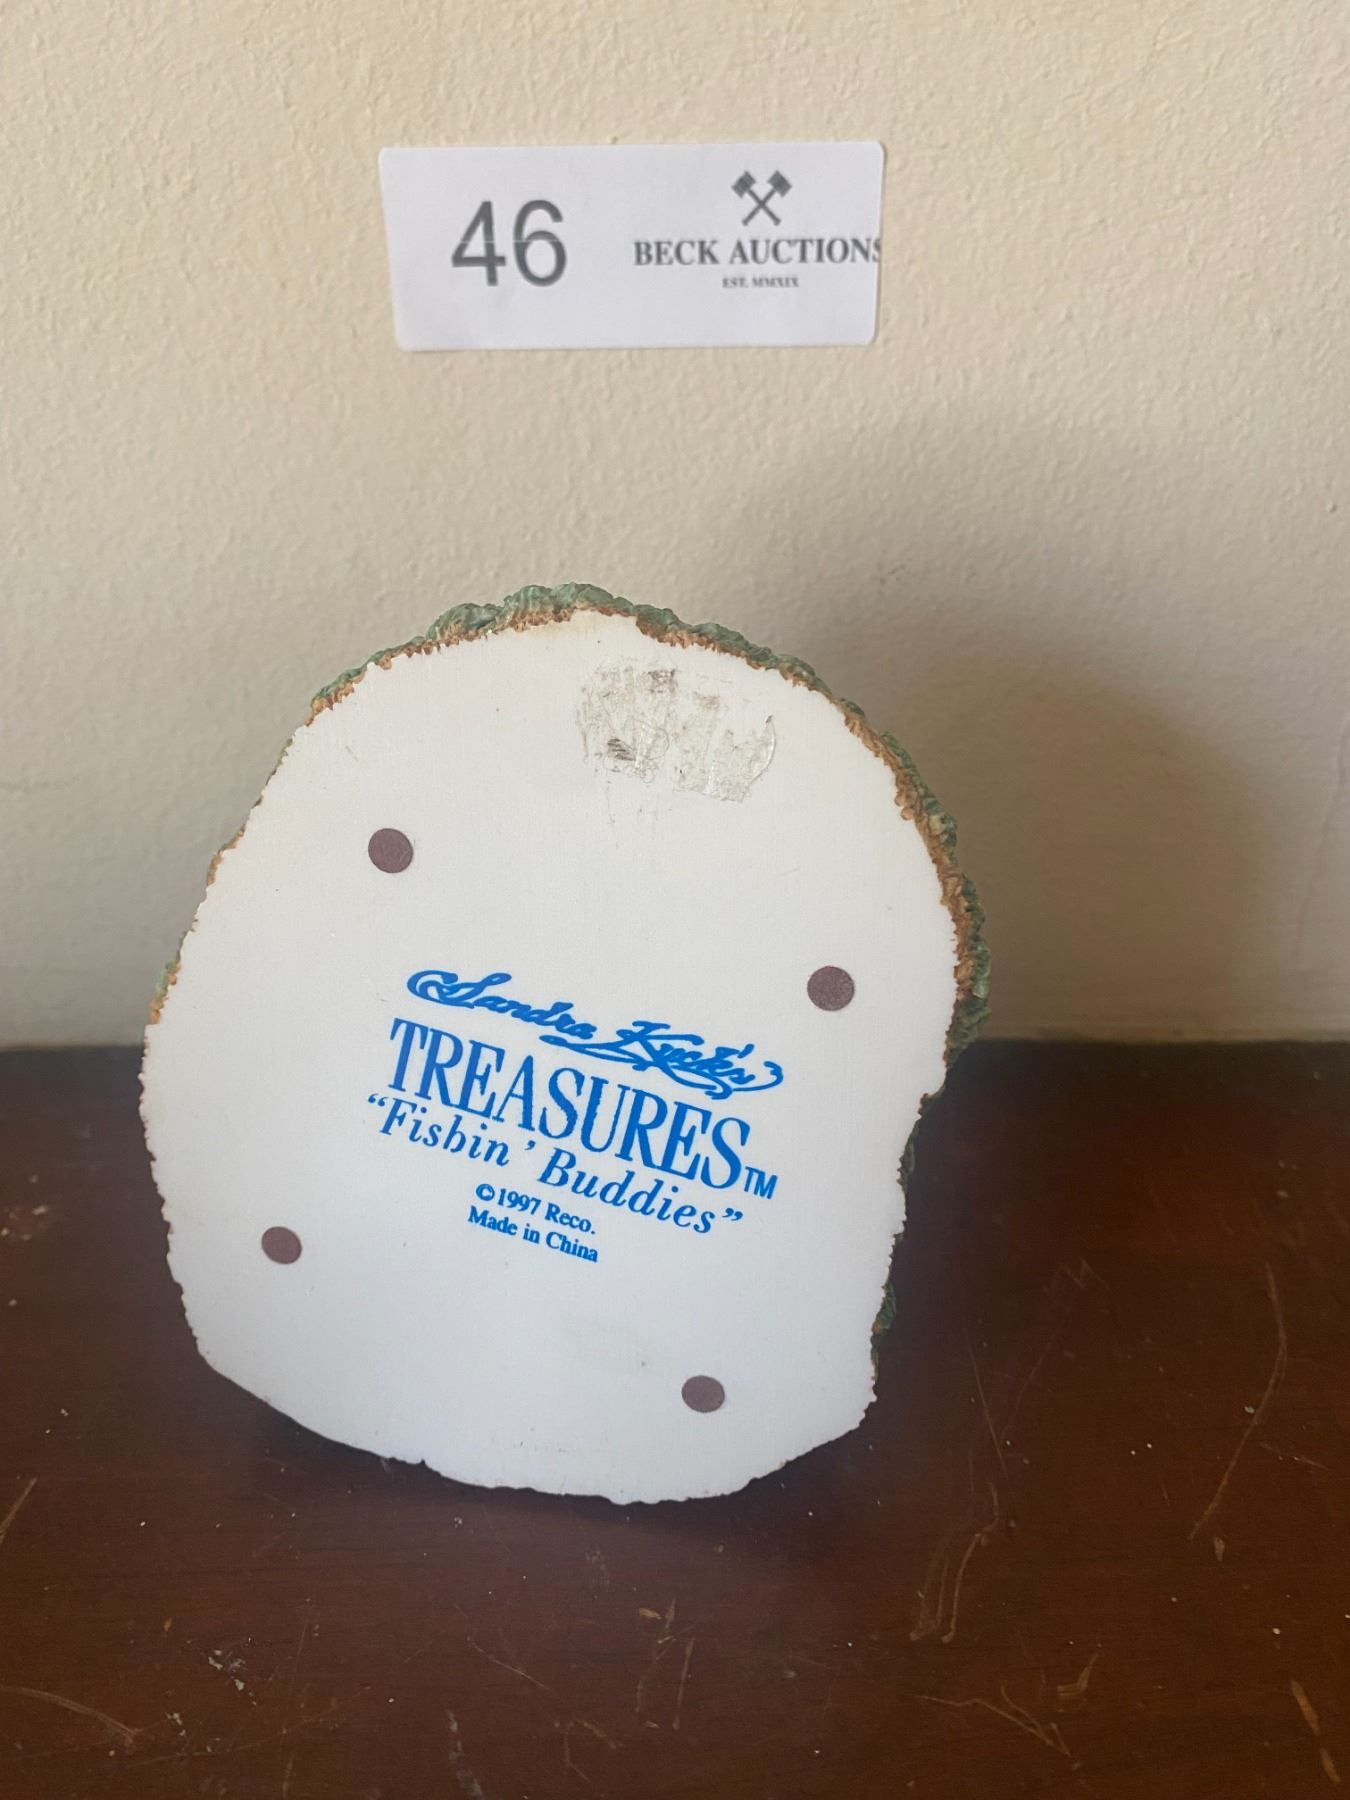 46
BECK AUCTIONS
EST. MMXIX
Sandra Kuck's
TREASURES™
"Fishin' Buddies"
©1997 Reco.
Made in China